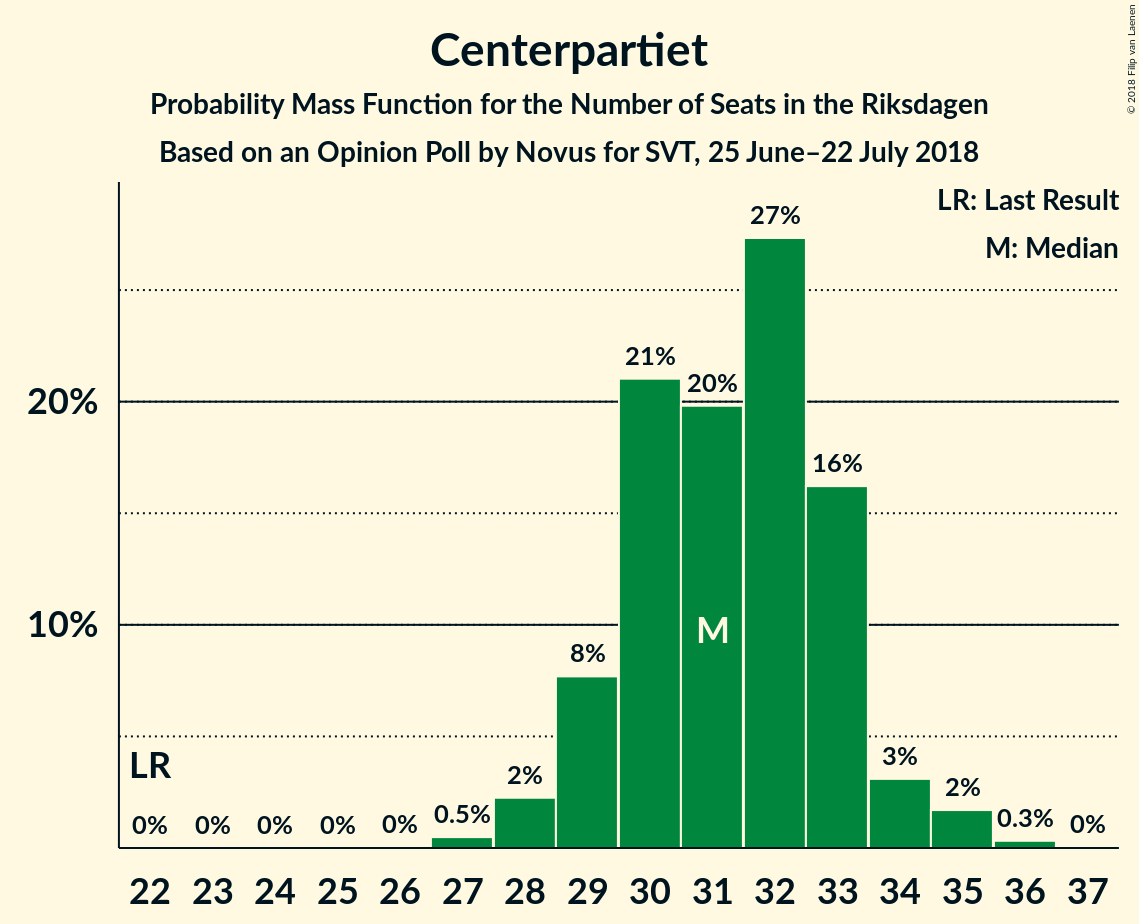 Centerpartiet
Probability Mass Function for the Number of Seats in the Riksdagen
Based on an Opinion Poll by Novus for SVT, 25 June–22 July 2018
© 2018 Filip van Laenen
LR: Last Result
M: Median
27%
21%
20%
20%
16%
10%
M
8%
LR
3%
2%
2%
0% 0% 0% 0% 0% 0.5% 0.3% 0%
22 23 24 25 26 27 28 29 30 31 32 33 34 35 36 37